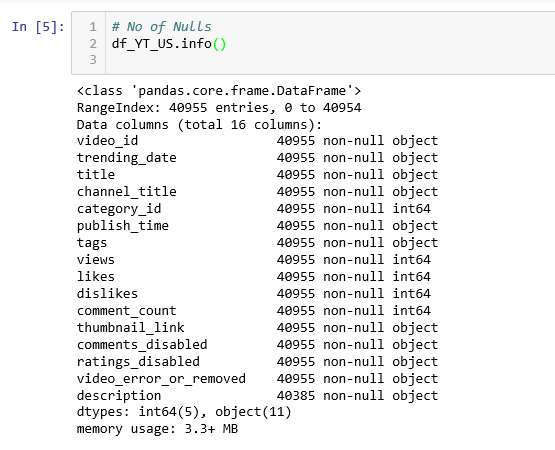 In [5]:
1 # No of Nulls
2 df_YT_US.info()
3
<class 'pandas.core.frame.DataFrame'>
RangeIndex: 40955 entries, 0 to 40954
Data columns (total 16 columns):
video_id                  40955 non-null object
trending_date             40955 non-null object
title                     40955 non-null object
channel_title             40955 non-null object
category_id               40955 non-null int64
publish_time              40955 non-null object
tags                      40955 non-null object
views                     40955 non-null int64
likes                     40955 non-null int64
dislikes                  40955 non-null int64
comment_count             40955 non-null int64
thumbnail_link            40955 non-null object
comments_disabled         40955 non-null object
ratings_disabled          40955 non-null object
video_error_or_removed    40955 non-null object
description               40385 non-null object
dtypes: int64(5), object(11)
memory usage: 3.3+ MB